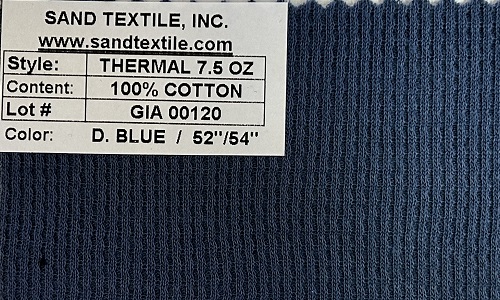 SAND TEXTILE, INC.
www.sandtextile.com
Style: THERMAL 7.5 OZ
Content: 100% COTTON
Lot # GIA 00120
Color: D. BLUE / 52"/54"